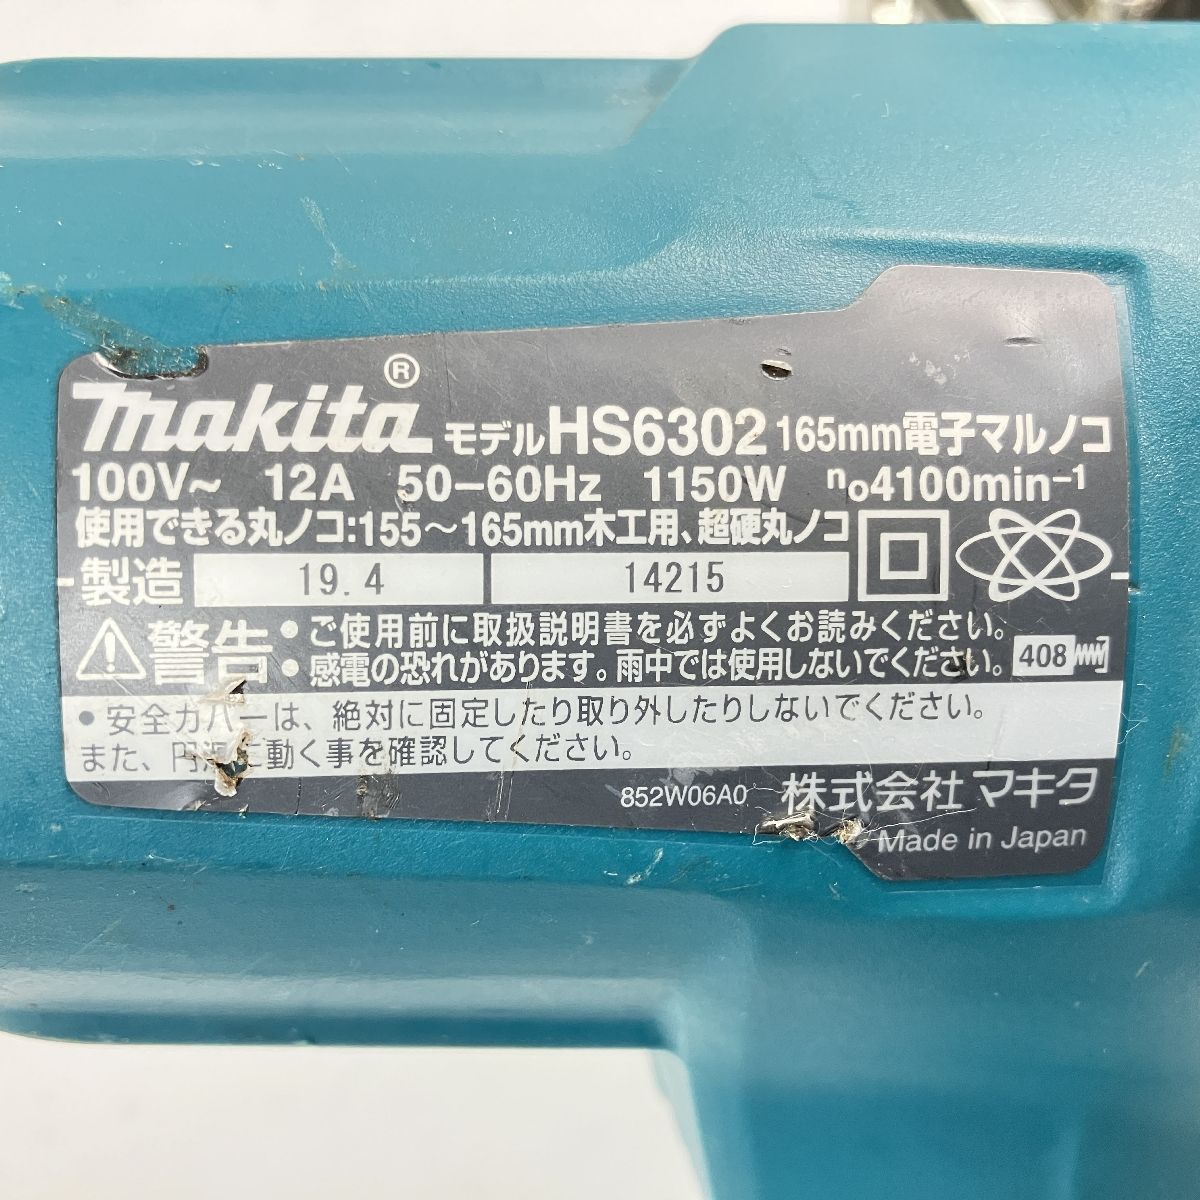 makita® モデルHS6302 165mm電子マルノコ
100V～ 12A 50-60Hz 1150W n₀4100min⁻¹
使用できる丸ノコ:155～165mm木工用、超硬丸ノコ
製造 19.4 14215
警告 •ご使用前に取扱説明書を必ずよくお読みください。
•感電の恐れがあります。雨中では使用しないでください。 408
•安全カバーは、絶対に固定したり取り外したりしないでください。
また、円滑に動く事を確認してください。
852W06A0 株式会社マキタ
Made in Japan